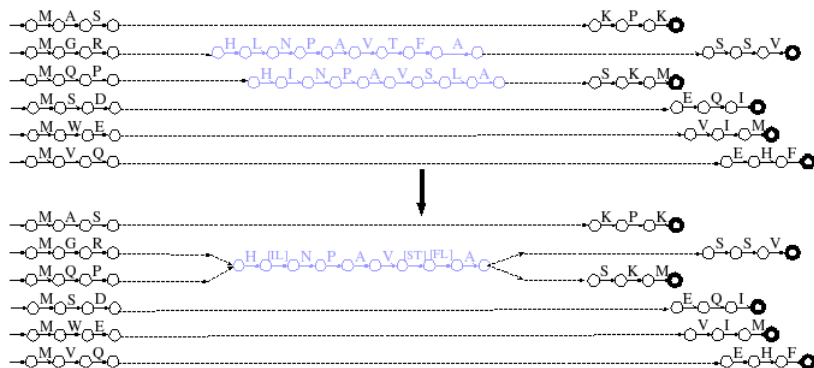 M A S K P K
M G R H L N P A V T F A S S V
M Q P H I N P A V S L A S K M
M S D E Q I
M W E V I M
M V Q E H F
M A S K P K
M G R S S V
H [IL] N P A V [ST] [FL] A
M Q P S K M
M S D E Q I
M W E V I M
M V Q E H F